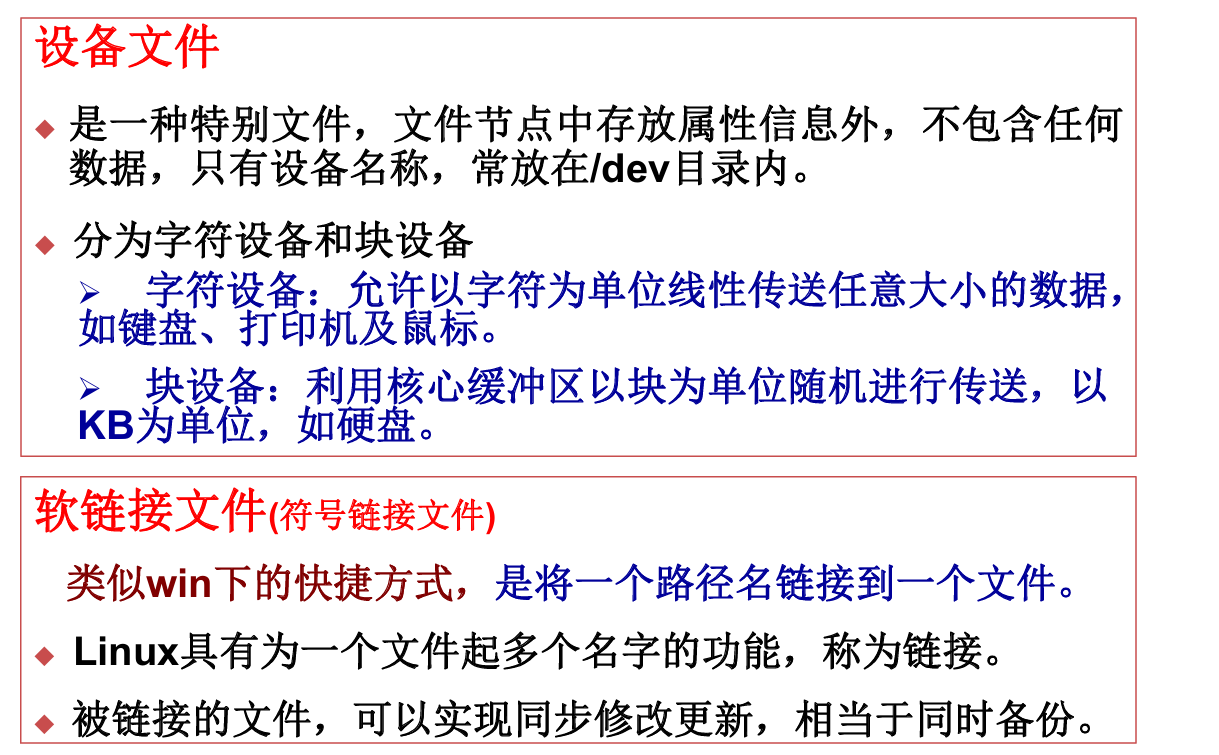 设备文件
◆ 是一种特别文件，文件节点中存放属性信息外，不包含任何
数据，只有设备名称，常放在/dev目录内。
◆ 分为字符设备和块设备
➢ 字符设备：允许以字符为单位线性传送任意大小的数据，
如键盘、打印机及鼠标。
➢ 块设备：利用核心缓冲区以块为单位随机进行传送，以
KB为单位，如硬盘。
软链接文件(符号链接文件)
类似win下的快捷方式，是将一个路径名链接到一个文件。
◆ Linux具有为一个文件起多个名字的功能，称为链接。
◆ 被链接的文件，可以实现同步修改更新，相当于同时备份。